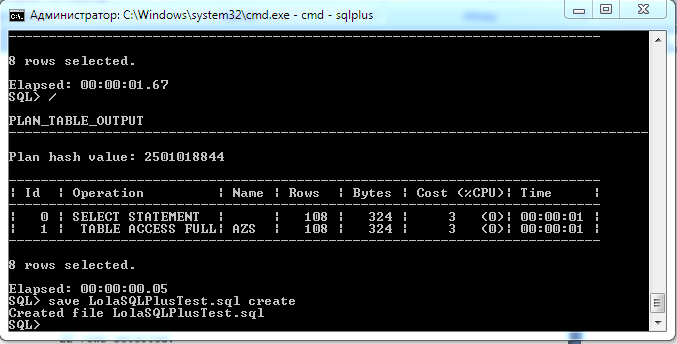 Администратор: C:\Windows\system32\cmd.exe - cmd - sqlplus
8 rows selected.
Elapsed: 00:00:01.67
SQL> /
PLAN_TABLE_OUTPUT
Plan hash value: 2501018844
| Id | Operation | Name | Rows | Bytes | Cost (%CPU)| Time |
| 0 | SELECT STATEMENT | | 108 | 324 | 3 (0)| 00:00:01 |
| 1 | TABLE ACCESS FULL| AZS | 108 | 324 | 3 (0)| 00:00:01 |
8 rows selected.
Elapsed: 00:00:00.05
SQL> save LolaSQLPlusTest.sql create
Created file LolaSQLPlusTest.sql
SQL>